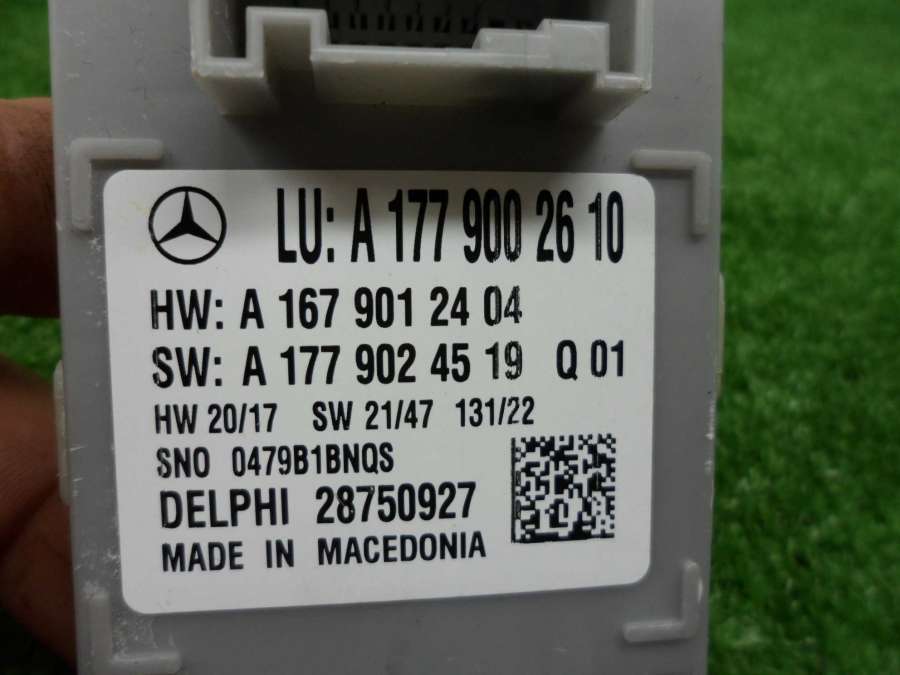 LU: A 177 900 26 10
HW: A 167 901 24 04
SW: A 177 902 45 19 Q 01
HW 20/17 SW 21/47 131/22
SNO 0479B1BNQS
DELPHI 28750927
MADE IN MACEDONIA